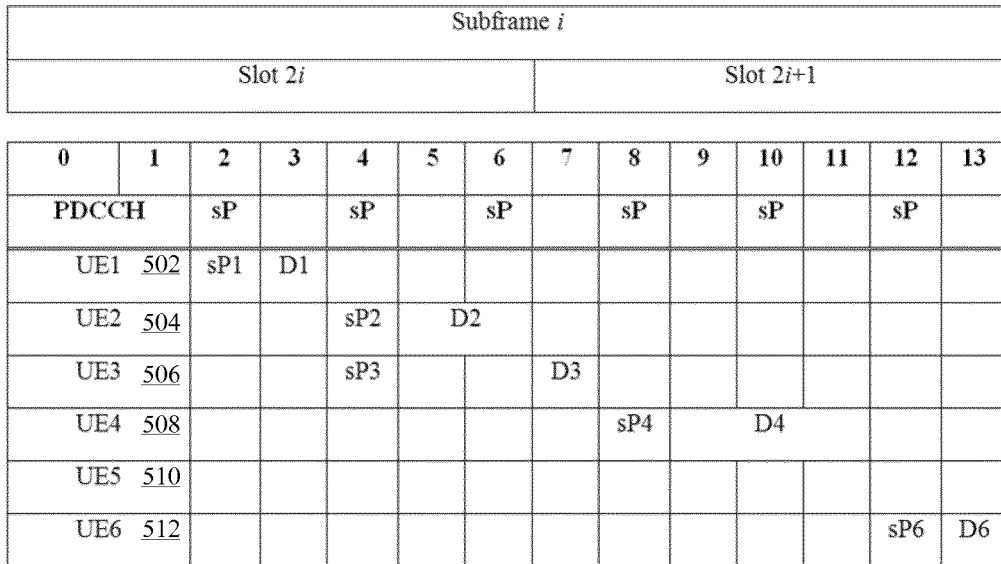 Subframe i
Slot 2i Slot 2i+1
0 1 2 3 4 5 6 7 8 9 10 11 12 13
PDCCH sP sP sP sP sP sP
UE1 502 sP1 D1
UE2 504 sP2 D2
UE3 506 sP3 D3
UE4 508 sP4 D4
UE5 510
UE6 512 sP6 D6